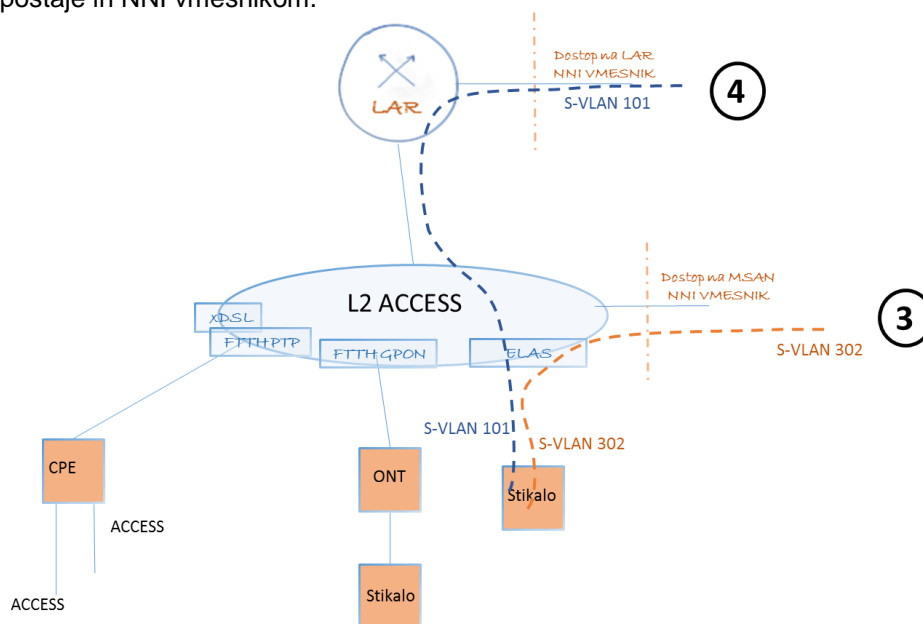 postaje in NNI vmesnikom.
Dostop na LAR
NNI VMESNIK
4
S-VLAN 101
LAR
Dostop na MSAN
NNI VMESNIK
L2 ACCESS
3
XDSL
FTTH PTP
FTTH GPON
ELAS
S-VLAN 302
S-VLAN 101
S-VLAN 302
CPE
ONT
Stikalo
ACCESS
Stikalo
ACCESS